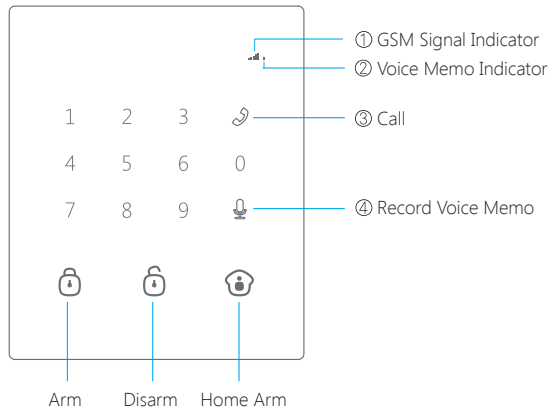 ① GSM Signal Indicator
② Voice Memo Indicator
1 2 3
③ Call
4 5 6 0
7 8 9
④ Record Voice Memo
Arm Disarm Home Arm